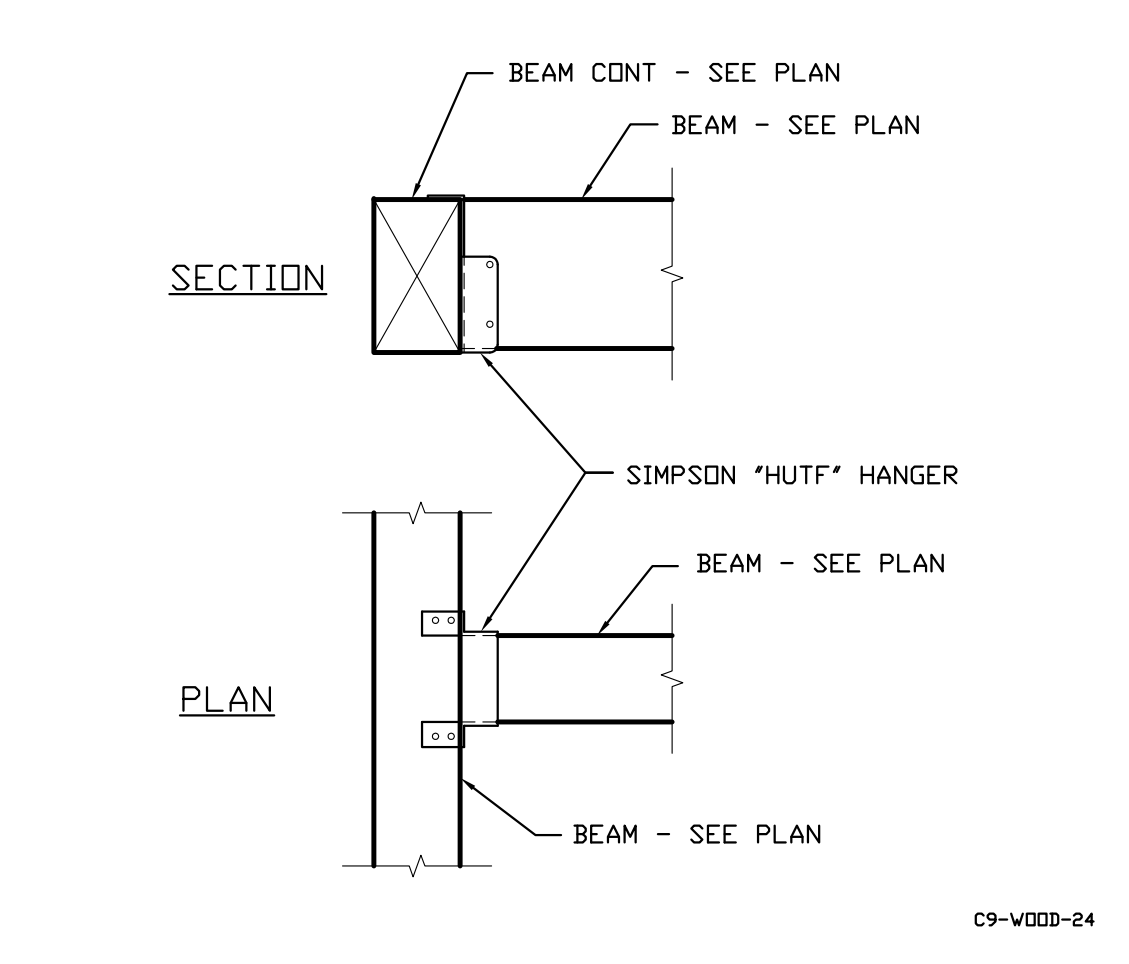 BEAM CONT - SEE PLAN
BEAM - SEE PLAN
SECTION
SIMPSON "HUTF" HANGER
BEAM - SEE PLAN
PLAN
BEAM - SEE PLAN
C9-WOOD-24